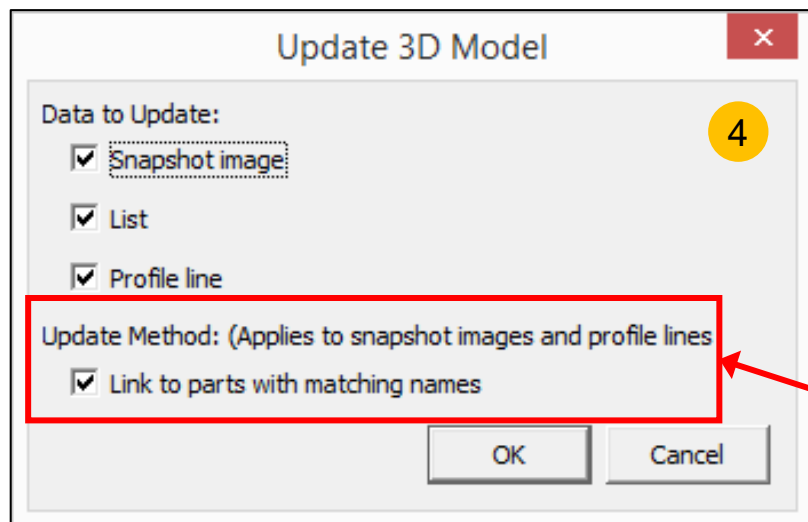 Update 3D Model
Data to Update:
4
Snapshot image
List
Profile line
Update Method: (Applies to snapshot images and profile lines
Link to parts with matching names
OK
Cancel